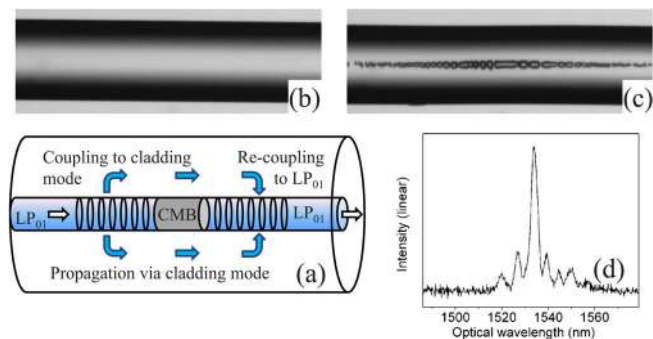 (b)
(c)
Coupling to cladding
mode
Re-coupling
to LP01
LP01
CMB
LP01
Propagation via cladding mode
(a)
Intensity (linear)
(d)
1500
1520
1540
1560
Optical wavelength (nm)